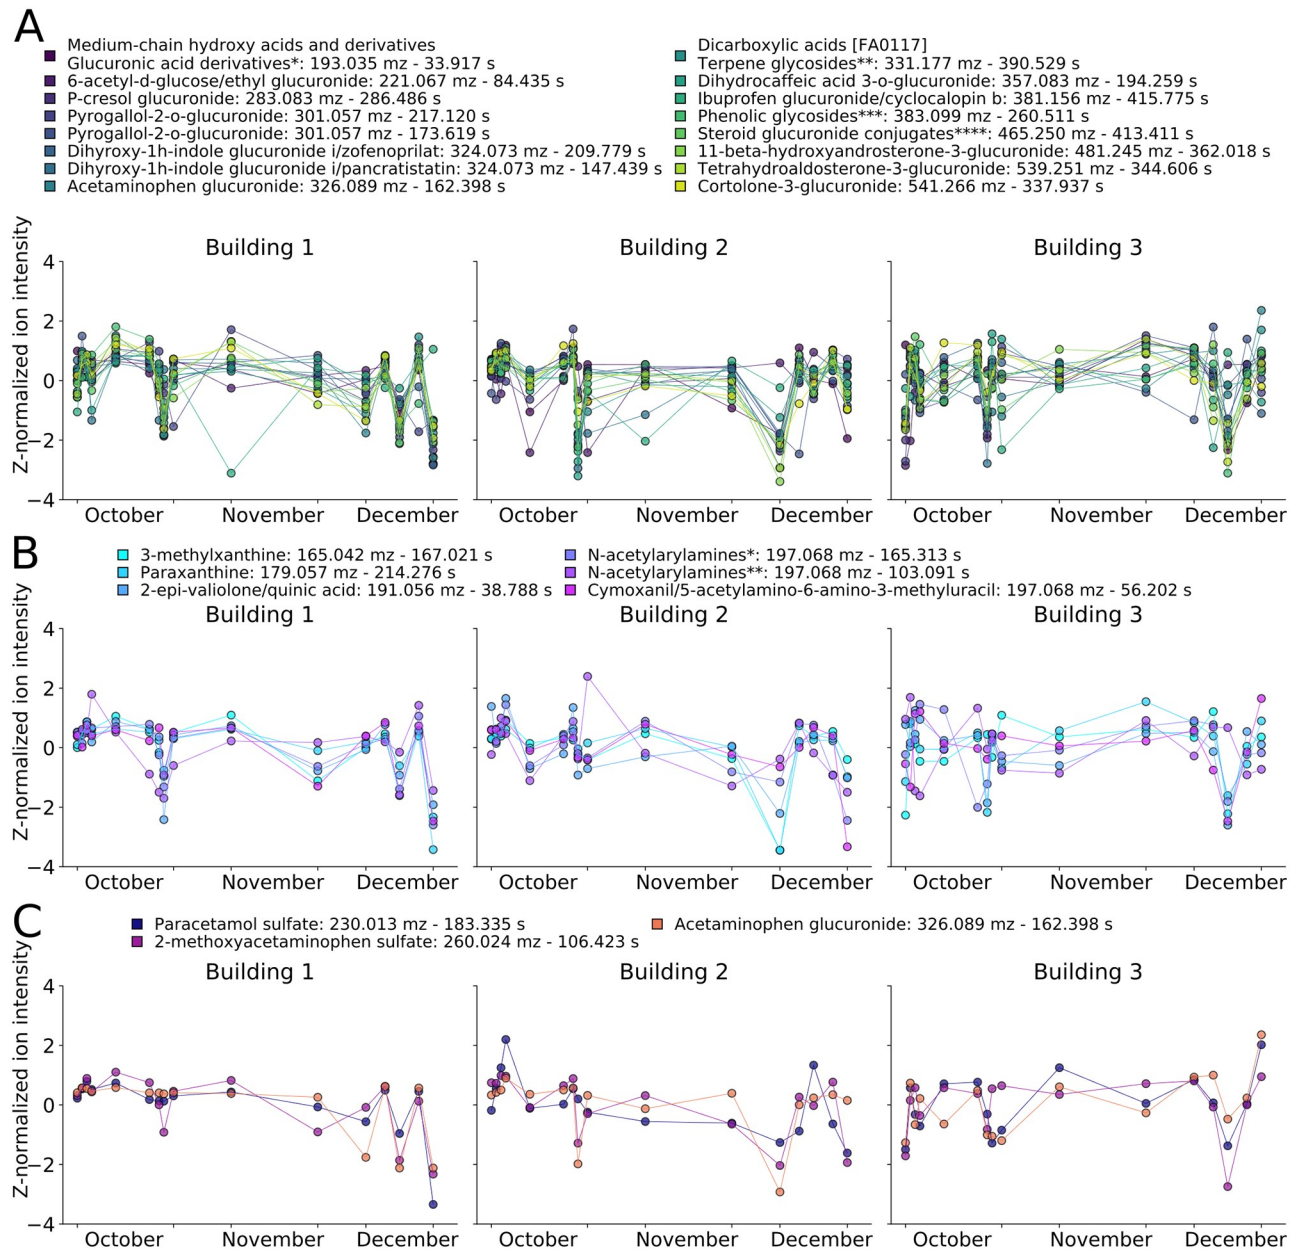 A
Medium-chain hydroxy acids and derivatives
Glucuronic acid derivatives*: 193.035 mz - 33.917 s
6-acetyl-d-glucose/ethyl glucuronide: 221.067 mz - 84.435 s
P-cresol glucuronide: 283.083 mz - 286.486 s
Pyrogallol-2-o-glucuronide: 301.057 mz - 217.120 s
Pyrogallol-2-o-glucuronide: 301.057 mz - 173.619 s
Dihyroxy-1h-indole glucuronide i/zofenoprilat: 324.073 mz - 209.779 s
Dihyroxy-1h-indole glucuronide i/pancratistatin: 324.073 mz - 147.439 s
Acetaminophen glucuronide: 326.089 mz - 162.398 s
Dicarboxylic acids [FA0117]
Terpene glycosides**: 331.177 mz - 390.529 s
Dihydrocaffeic acid 3-o-glucuronide: 357.083 mz - 194.259 s
Ibuprofen glucuronide/cyclocalopin b: 381.156 mz - 415.775 s
Phenolic glycosides***: 383.099 mz - 260.511 s
Steroid glucuronide conjugates****: 465.250 mz - 413.411 s
11-beta-hydroxyandrosterone-3-glucuronide: 481.245 mz - 362.018 s
Tetrahydroaldosterone-3-glucuronide: 539.251 mz - 344.606 s
Cortolone-3-glucuronide: 541.266 mz - 337.937 s
Building 1
Building 2
Building 3
Z-normalized ion intensity
4
2
0
−2
−4
October November December
October November December
October November December
B
3-methylxanthine: 165.042 mz - 167.021 s
Paraxanthine: 179.057 mz - 214.276 s
2-epi-valiolone/quinic acid: 191.056 mz - 38.788 s
N-acetylarylamines*: 197.068 mz - 165.313 s
N-acetylarylamines**: 197.068 mz - 103.091 s
Cymoxanil/5-acetylamino-6-amino-3-methyluracil: 197.068 mz - 56.202 s
Building 1
Building 2
Building 3
Z-normalized ion intensity
4
2
0
−2
−4
October November December
October November December
October November December
C
Paracetamol sulfate: 230.013 mz - 183.335 s
2-methoxyacetaminophen sulfate: 260.024 mz - 106.423 s
Acetaminophen glucuronide: 326.089 mz - 162.398 s
Building 1
Building 2
Building 3
Z-normalized ion intensity
4
2
0
−2
−4
October November December
October November December
October November December